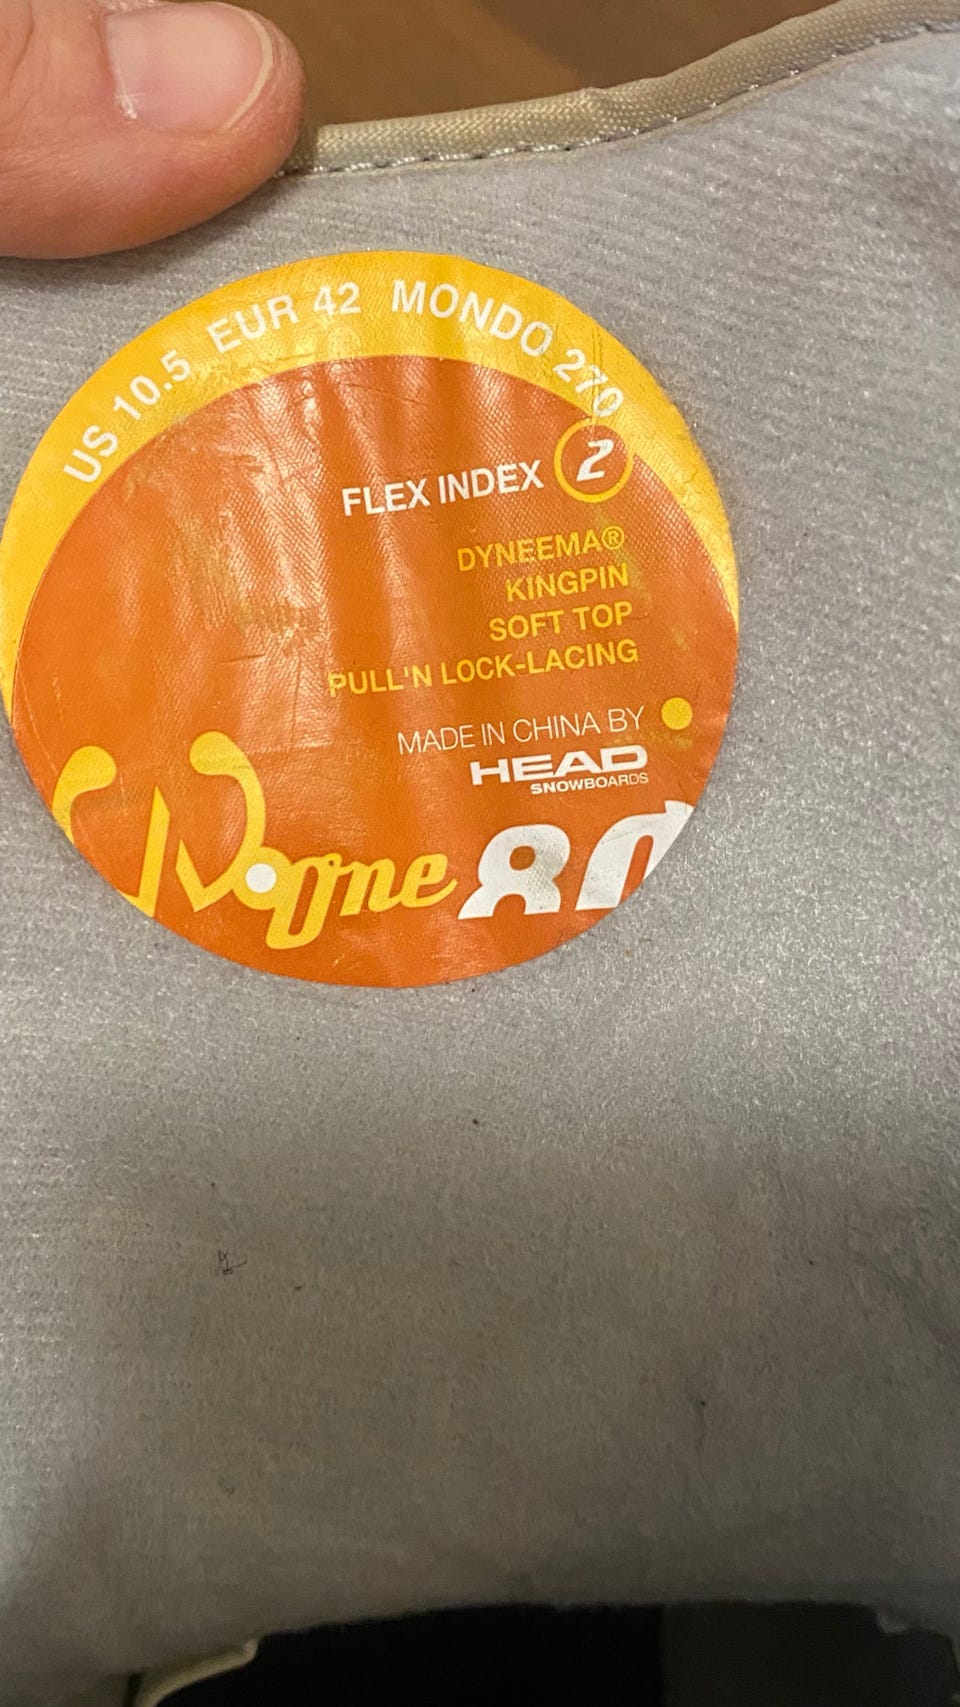 US 10.5 EUR 42 MONDO 270
FLEX INDEX 2
DYNEEMA®
KINGPIN
SOFT TOP
PULL'N LOCK-LACING
MADE IN CHINA BY
HEAD
SNOWBOARDS
80